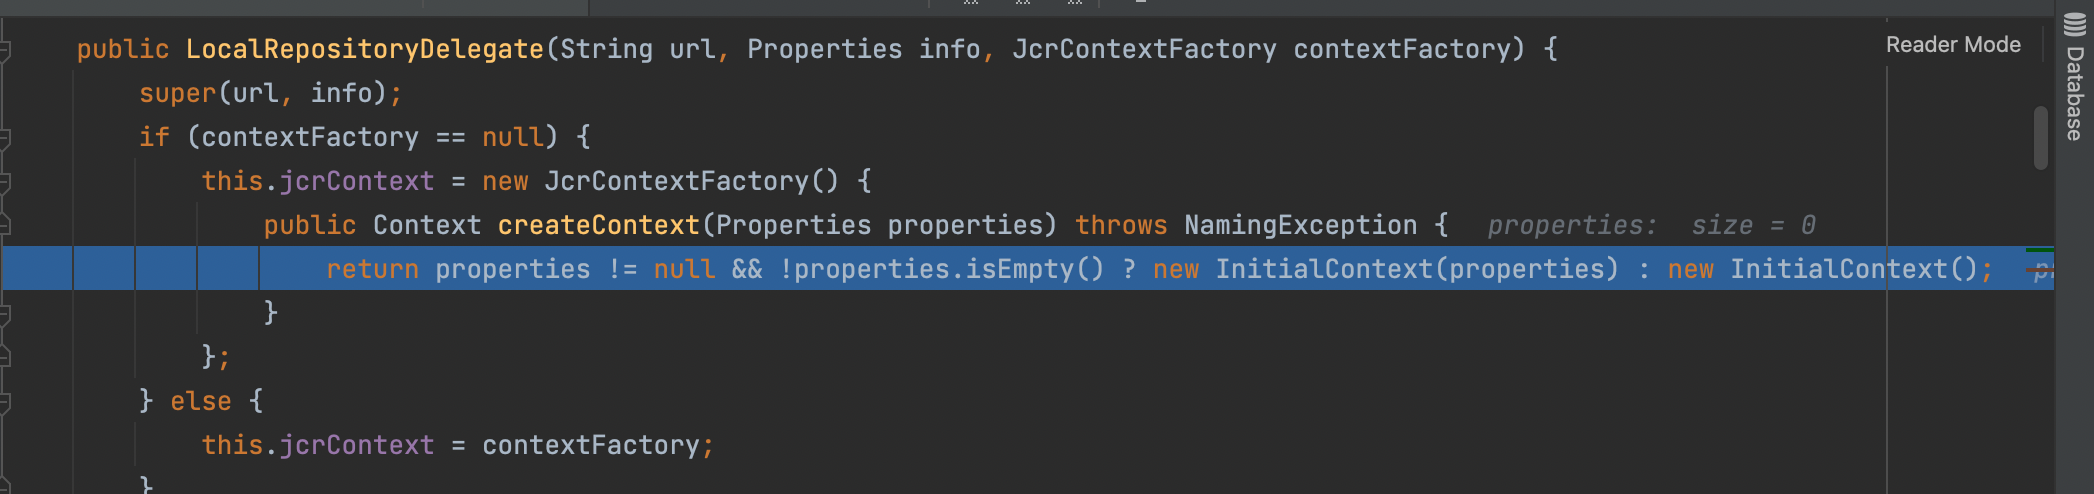 public LocalRepositoryDelegate(String url, Properties info, JcrContextFactory contextFactory) {
Reader Mode
super(url, info);
if (contextFactory == null) {
this.jcrContext = new JcrContextFactory() {
public Context createContext(Properties properties) throws NamingException { properties: size = 0
return properties != null && !properties.isEmpty() ? new InitialContext(properties) : new InitialContext();
}
};
} else {
this.jcrContext = contextFactory;
}
Database